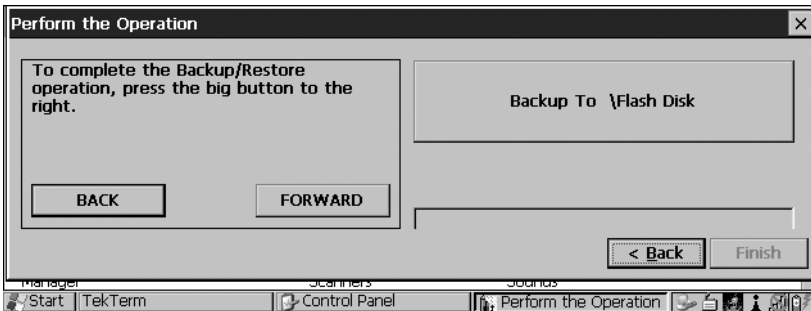 Perform the Operation
To complete the Backup/Restore
operation, press the big button to the
right.
Backup To \Flash Disk
BACK
FORWARD
< Back
Finish
Manager
Scanners
Sounds
Start
TekTerm
Control Panel
Perform the Operation